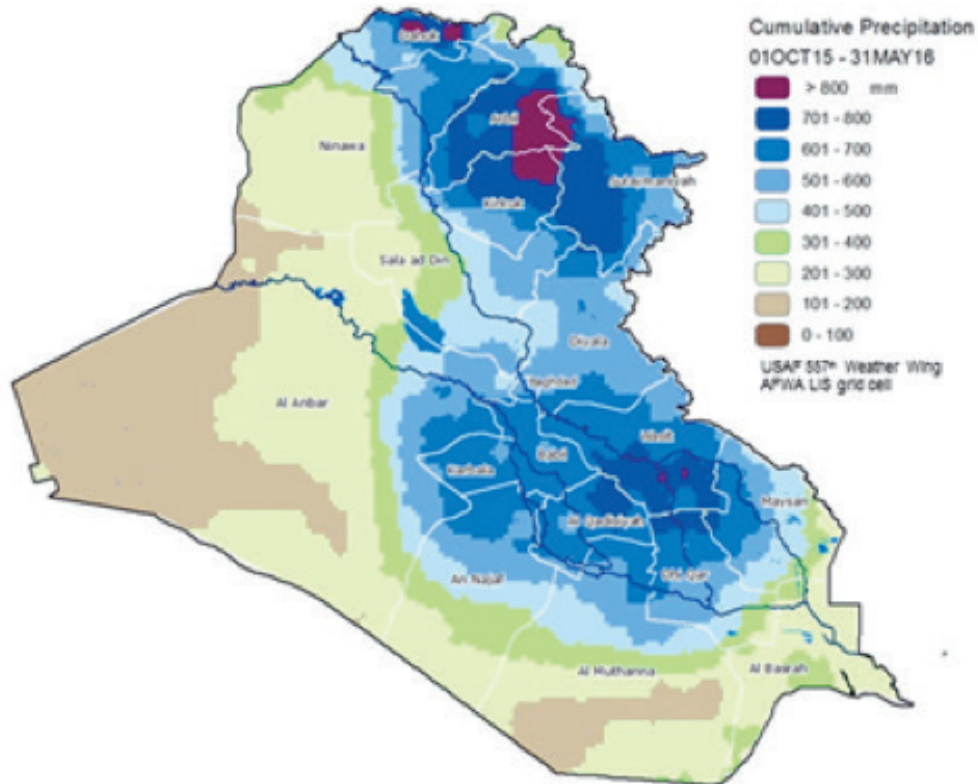 Cumulative Precipitation
01OCT15 - 31MAY16
> 800 mm
701 - 800
601 - 700
501 - 600
401 - 500
301 - 400
201 - 300
101 - 200
0 - 100
USAF 557th Weather Wing
AFWA LIS grid cell
Dahuk
Arbil
Ninawa
Sulaimaniyah
Kirkuk
Sala ad Din
Diyala
Baghdad
Al Anbar
Wasit
Babil
Karbala
Maysan
Al Qadisiyah
Dhi Qar
An Najaf
Al Muthanna
Al Basrah